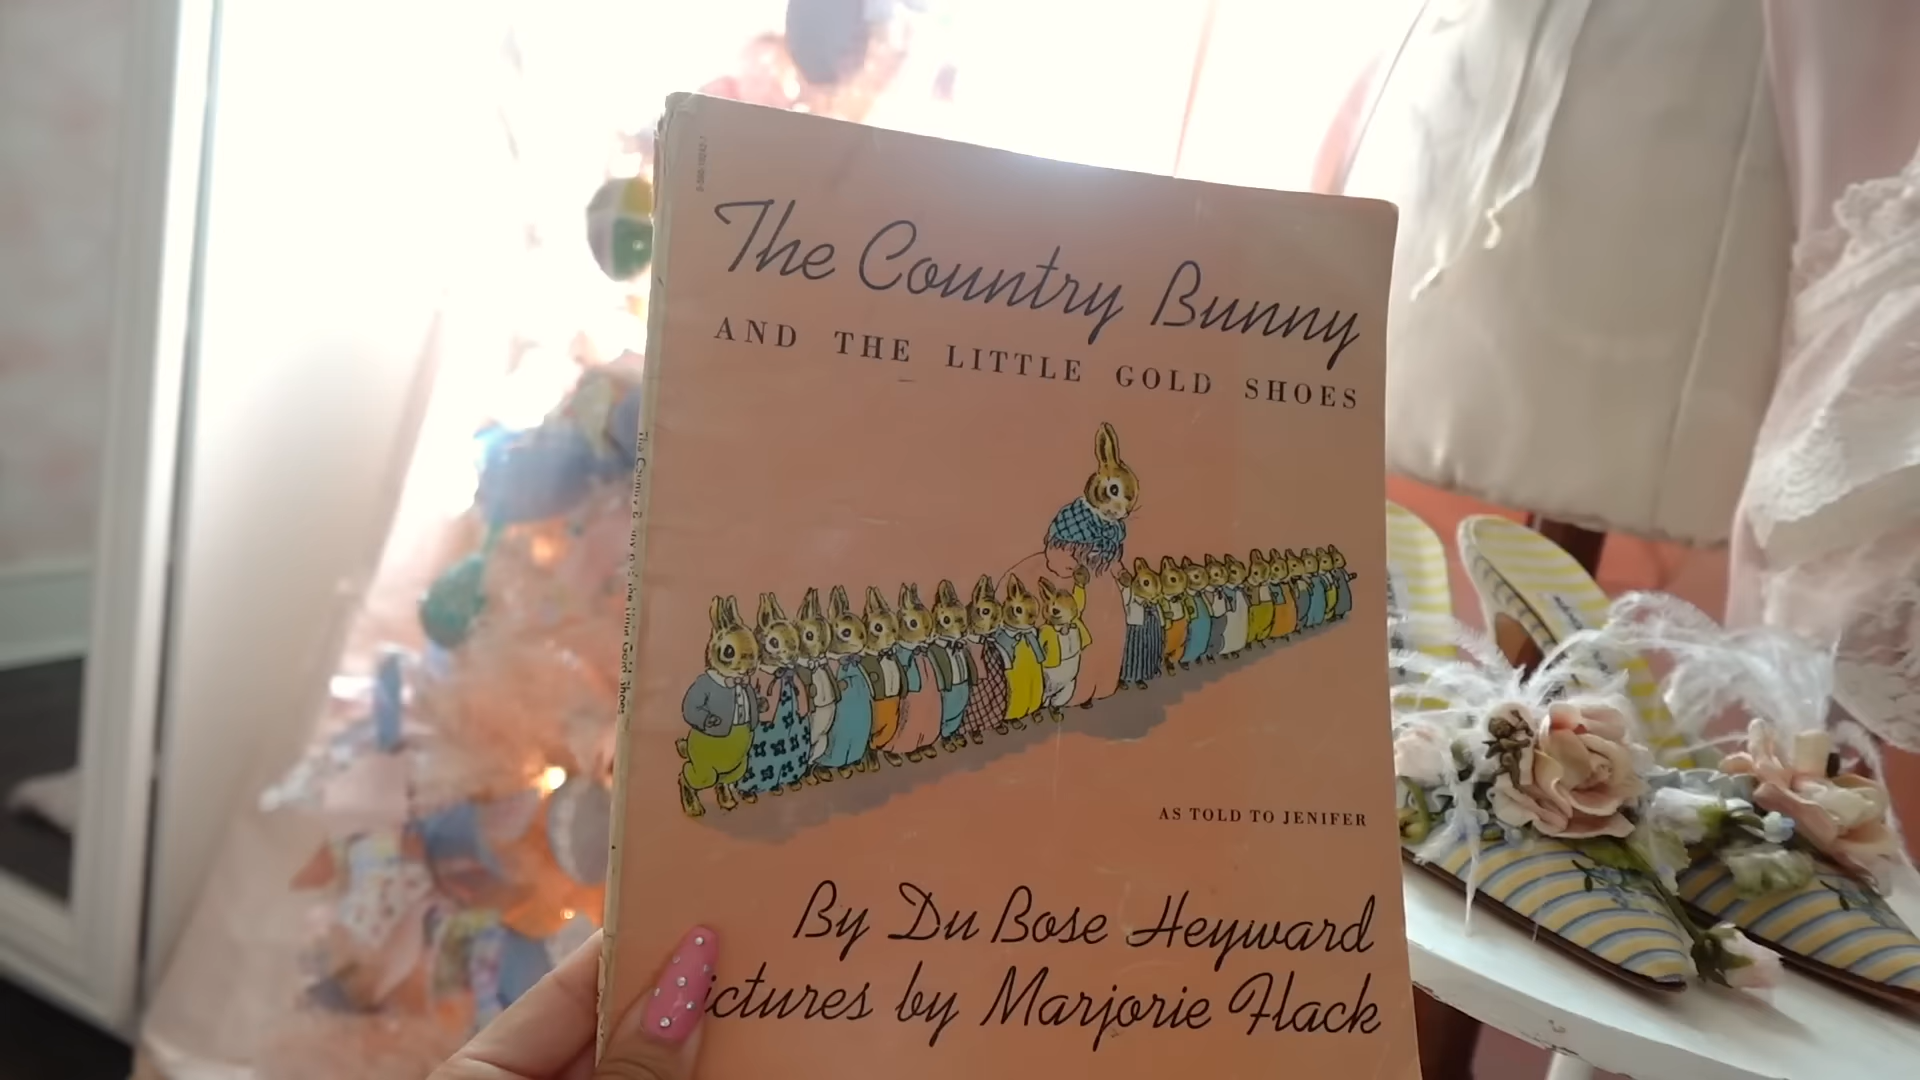 The Country Bunny
AND THE LITTLE GOLD SHOES
AS TOLD TO JENIFER
By Du Bose Heyward
ictures by Marjorie Flack